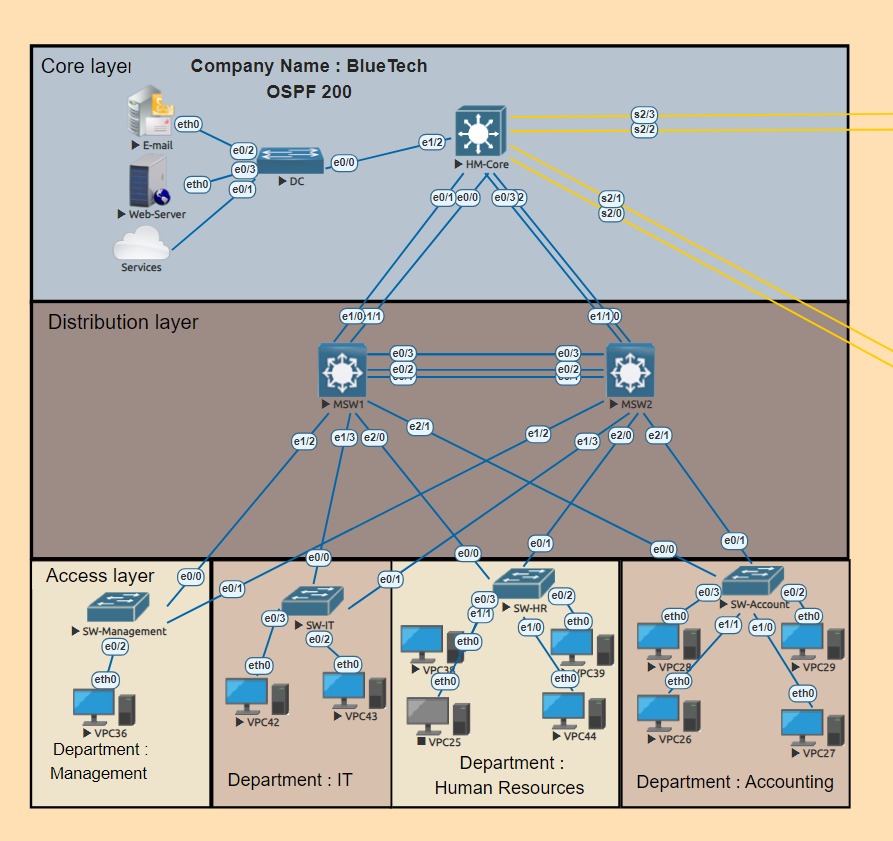 Core layer
Company Name : BlueTech
OSPF 200
eth0
E-mail
e0/2
e0/3
eth0
e0/1
Web-Server
Services
DC
e0/0
e1/2
HM-Core
s2/3
s2/2
e0/1
e0/0
e0/3
s2/1
s2/0
Distribution layer
e1/0
1/1
e1/1
e0/3
e0/3
e0/2
e0/2
MSW1
MSW2
e1/2
e1/3
e2/0
e2/1
e1/2
e1/3
e2/0
e2/1
e0/0
e0/0
e0/1
e0/0
e0/1
Access layer
e0/0
e0/1
e0/1
SW-Management
e0/2
eth0
VPC36
Department :
Management
SW-IT
e0/3
e0/2
eth0
eth0
VPC42
VPC43
Department : IT
SW-HR
e0/3
e1/1
e0/2
e1/0
eth0
eth0
VPC38
VPC39
eth0
eth0
VPC25
VPC44
Department :
Human Resources
SW-Account
e0/3
e0/2
e1/1
e1/0
eth0
eth0
VPC28
VPC29
eth0
eth0
VPC26
VPC27
Department : Accounting